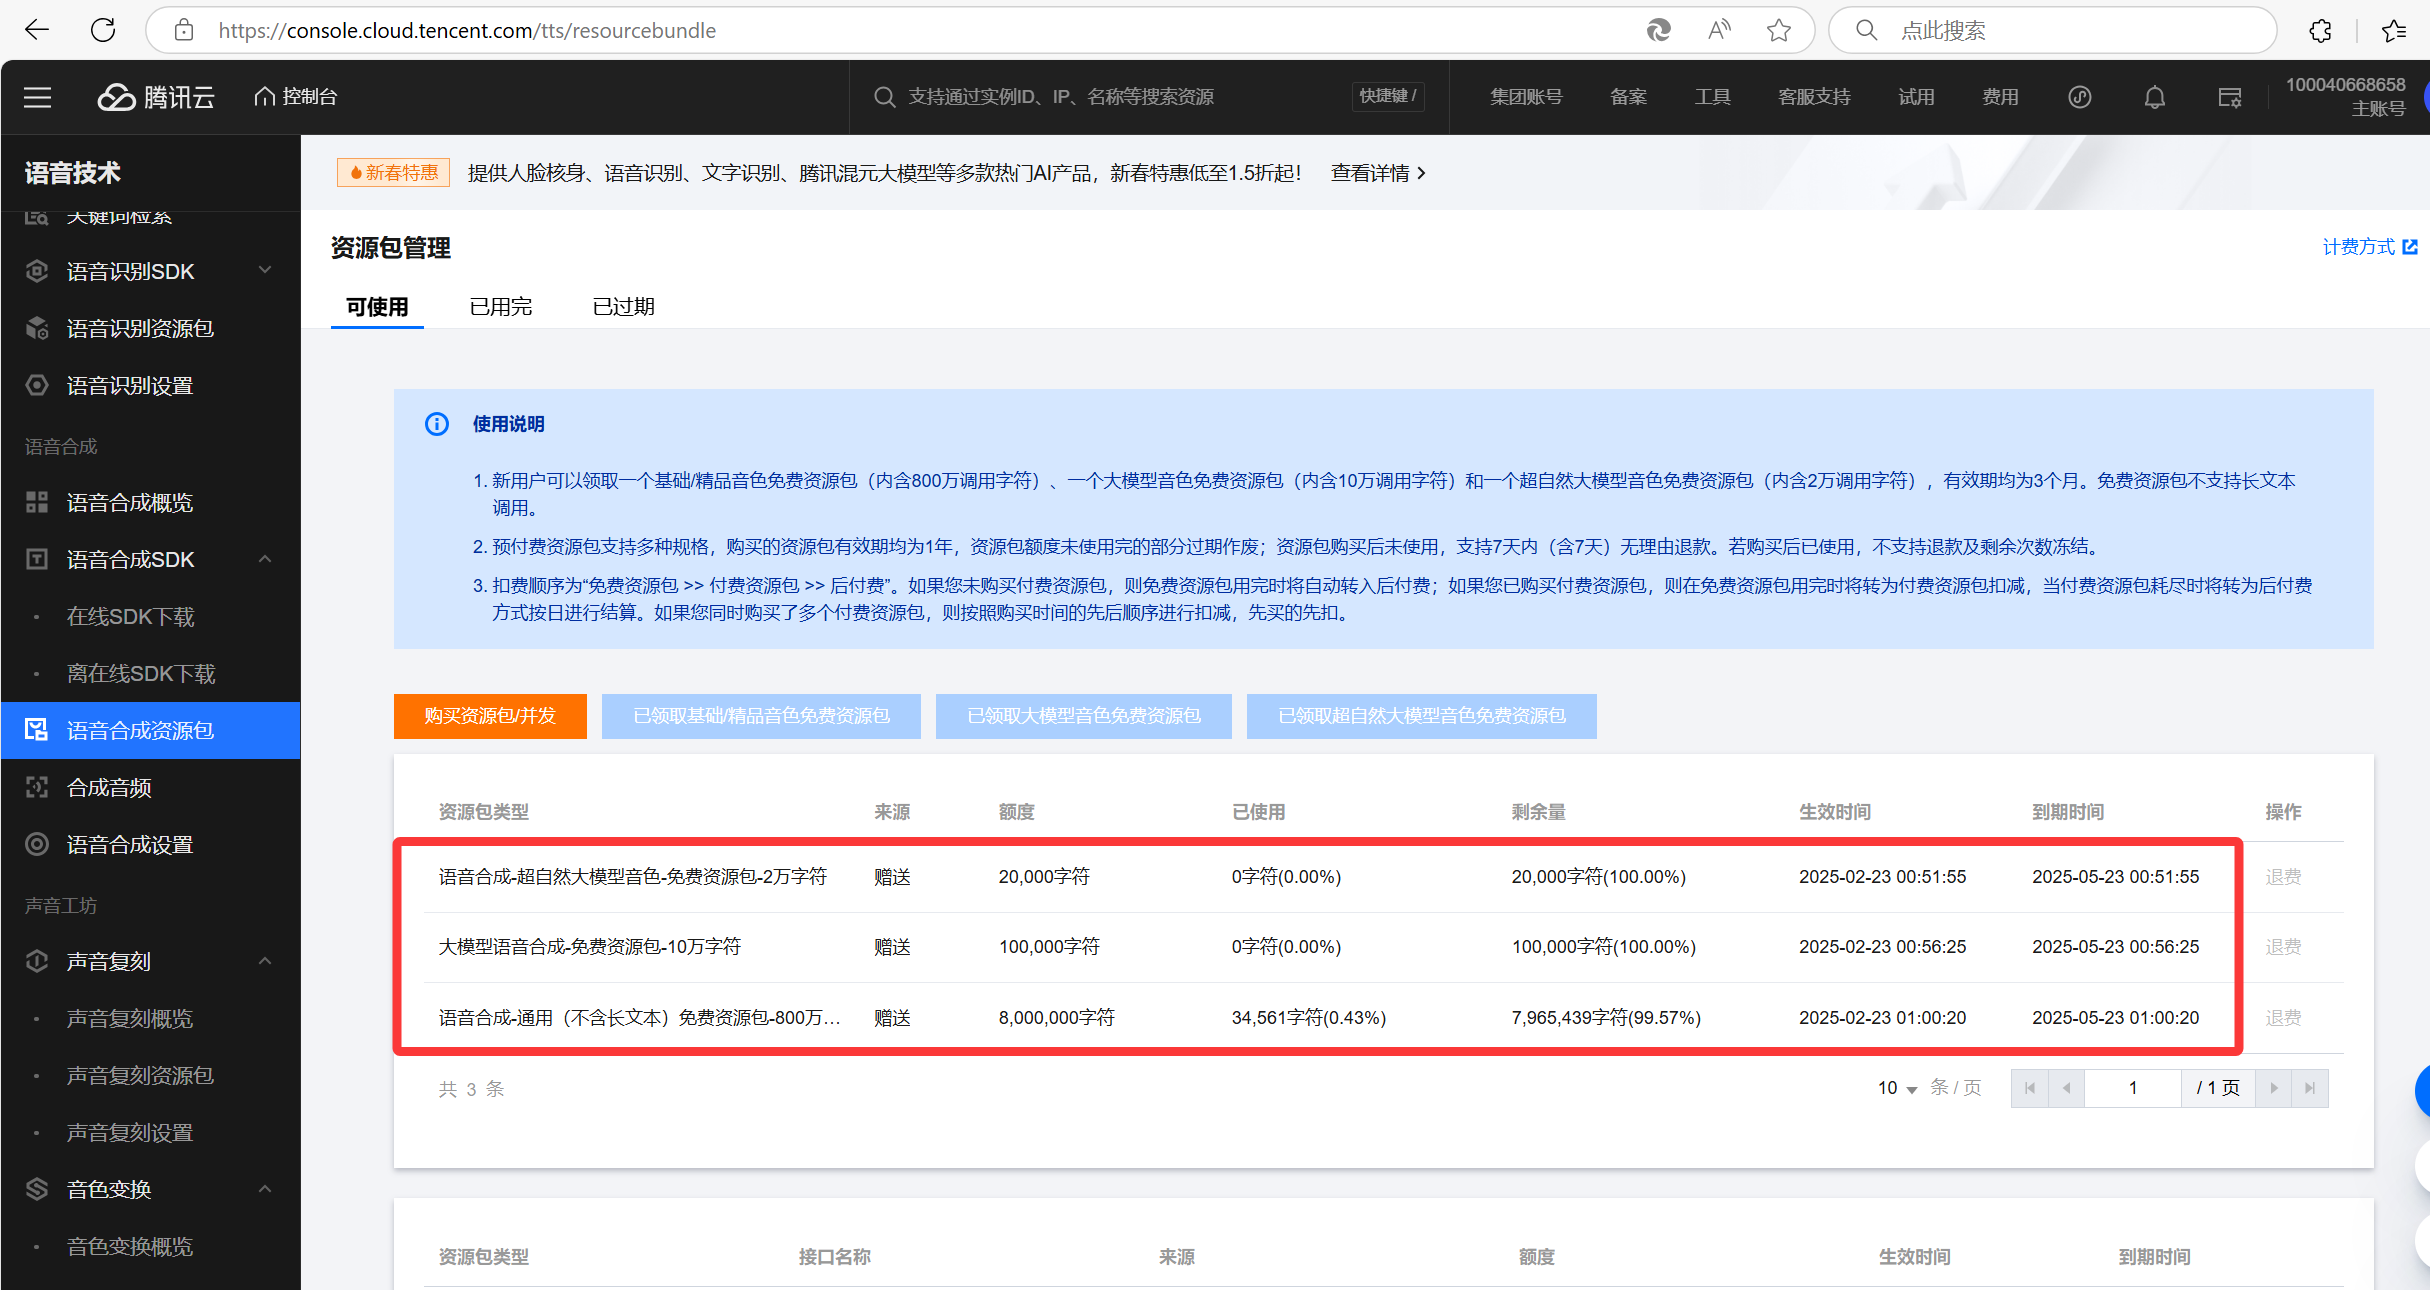 https://console.cloud.tencent.com/tts/resourcebundle
点此搜索
腾讯云
控制台
支持通过实例ID、IP、名称等搜索资源
快捷键 /
集团账号
备案
工具
客服支持
试用
费用
100040668658
主账号
语音技术
关键词检索
语音识别SDK
语音识别资源包
语音识别设置
语音合成
语音合成概览
语音合成SDK
在线SDK下载
离在线SDK下载
语音合成资源包
合成音频
语音合成设置
声音工坊
声音复刻
声音复刻概览
声音复刻资源包
声音复刻设置
音色变换
音色变换概览
新春特惠 提供人脸核身、语音识别、文字识别、腾讯混元大模型等多款热门AI产品，新春特惠低至1.5折起！ 查看详情
资源包管理
计费方式
可使用 已用完 已过期
使用说明
1. 新用户可以领取一个基础/精品音色免费资源包（内含800万调用字符）、一个大模型音色免费资源包（内含10万调用字符）和一个超自然大模型音色免费资源包（内含2万调用字符），有效期均为3个月。免费资源包不支持长文本
调用。
2. 预付费资源包支持多种规格，购买的资源包有效期均为1年，资源包额度未使用完的部分过期作废；资源包购买后未使用，支持7天内（含7天）无理由退款。若购买后已使用，不支持退款及剩余次数冻结。
3. 扣费顺序为“免费资源包 >> 付费资源包 >> 后付费”。如果您未购买付费资源包，则免费资源包用完时将自动转入后付费；如果您已购买付费资源包，则在免费资源包用完时将转为付费资源包扣减，当付费资源包耗尽时将转为后付费
方式按日进行结算。如果您同时购买了多个付费资源包，则按照购买时间的先后顺序进行扣减，先买的先扣。
购买资源包/并发 已领取基础/精品音色免费资源包 已领取大模型音色免费资源包 已领取超自然大模型音色免费资源包
资源包类型 来源 额度 已使用 剩余量 生效时间 到期时间 操作
语音合成-超自然大模型音色-免费资源包-2万字符 赠送 20,000字符 0字符(0.00%) 20,000字符(100.00%) 2025-02-23 00:51:55 2025-05-23 00:51:55 退费
大模型语音合成-免费资源包-10万字符 赠送 100,000字符 0字符(0.00%) 100,000字符(100.00%) 2025-02-23 00:56:25 2025-05-23 00:56:25 退费
语音合成-通用（不含长文本）免费资源包-800万... 赠送 8,000,000字符 34,561字符(0.43%) 7,965,439字符(99.57%) 2025-02-23 01:00:20 2025-05-23 01:00:20 退费
共 3 条 10 条 / 页 1 / 1 页
资源包类型 接口名称 来源 额度 生效时间 到期时间